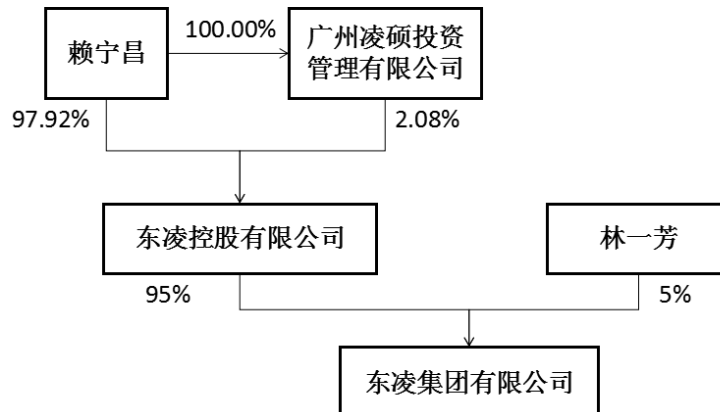 赖宁昌
100.00%
广州凌硕投资
管理有限公司
97.92%
2.08%
东凌控股有限公司
林一芳
95%
5%
东凌集团有限公司